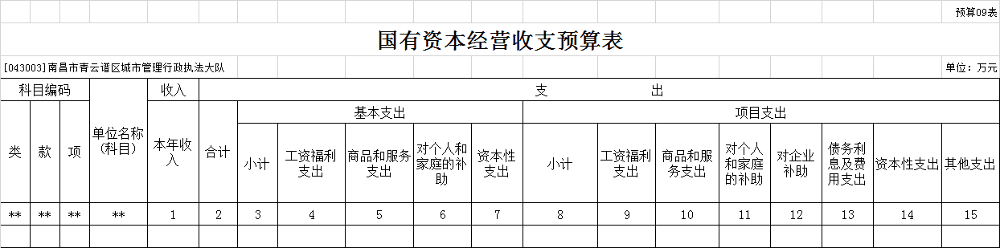 预算09表
国有资本经营收支预算表
[043003]南昌市青云谱区城市管理行政执法大队 单位：万元
科目编码 单位名称
(科目) 收入 支 出
类 款 项 本年收
入 合计 基本支出 项目支出
小计 工资福利
支出 商品和服务
支出 对个人和
家庭的补
助 资本性
支出 小计 工资福利
支出 商品和服
务支出 对个人
和家庭
的补助 对企业
补助 债务利
息及费
用支出 资本性支出 其他支出
** ** ** ** 1 2 3 4 5 6 7 8 9 10 11 12 13 14 15